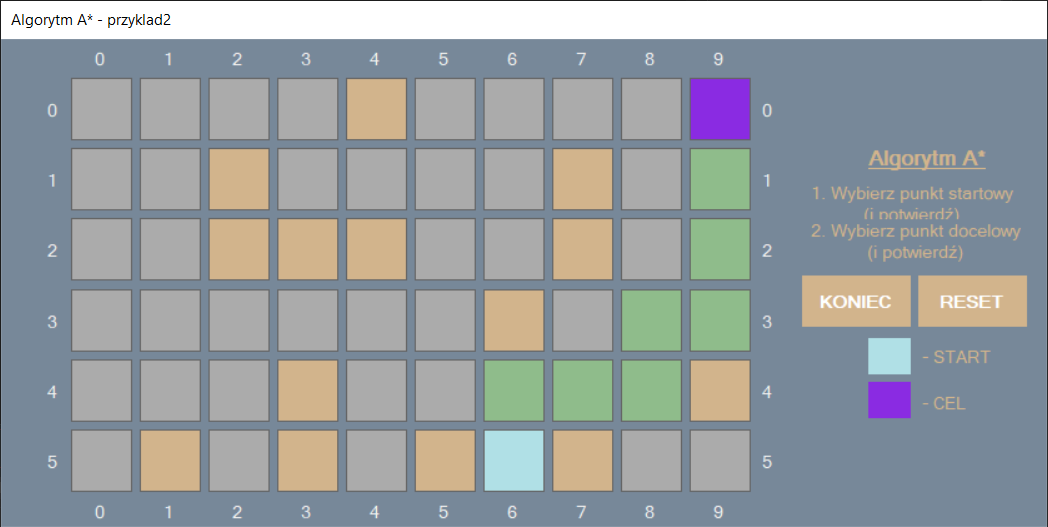 Algorytm A* - przyklad2
0 1 2 3 4 5 6 7 8 9
0 0
1 1
2 2
3 3
4 4
5 5
0 1 2 3 4 5 6 7 8 9
Algorytm A*
1. Wybierz punkt startowy
(i potwierdź)
2. Wybierz punkt docelowy
(i potwierdź)
KONIEC RESET
- START
- CEL